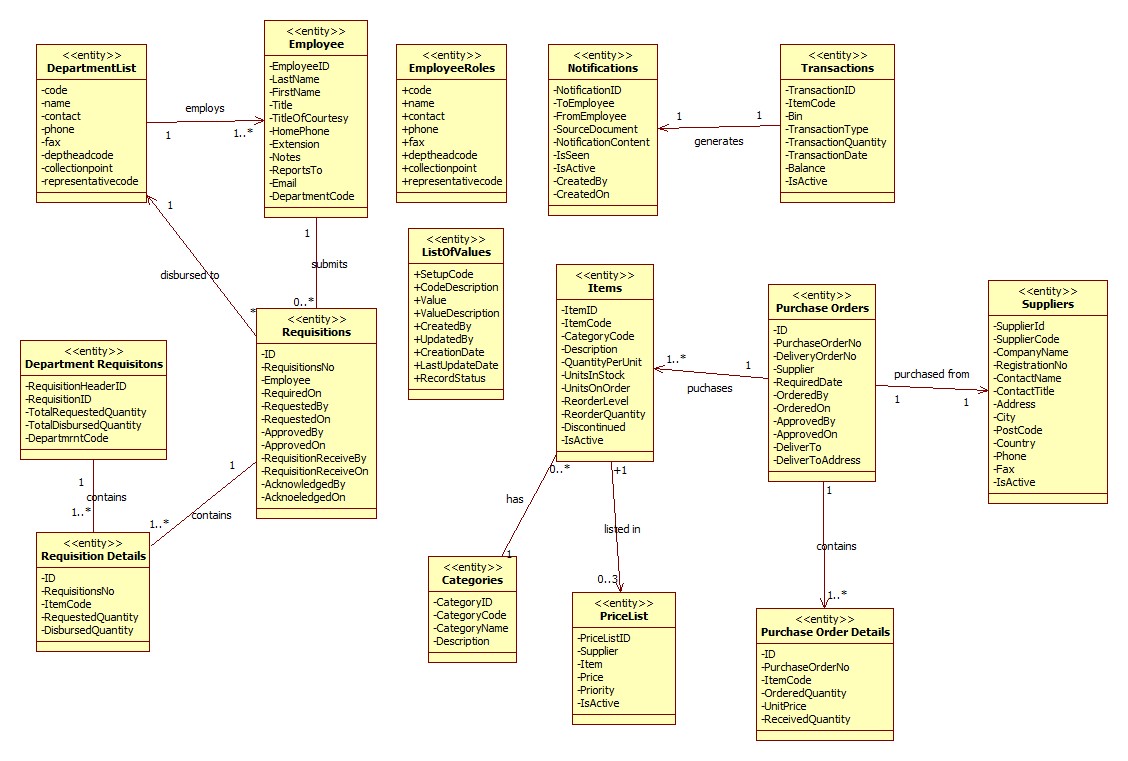 <<entity>>
DepartmentList
-code
-name
-contact
-phone
-fax
-deptheadcode
-collectionpoint
-representativecode
employs
1
1..*
<<entity>>
Employee
-EmployeeID
-LastName
-FirstName
-Title
-TitleOfCourtesy
-HomePhone
-Extension
-Notes
-ReportsTo
-Email
-DepartmentCode
<<entity>>
EmployeeRoles
+code
+name
+contact
+phone
+fax
+deptheadcode
+collectionpoint
+representativecode
<<entity>>
Notifications
-NotificationID
-ToEmployee
-FromEmployee
-SourceDocument
-NotificationContent
-IsSeen
-IsActive
-CreatedBy
-CreatedOn
1
1
generates
<<entity>>
Transactions
-TransactionID
-ItemCode
-Bin
-TransactionType
-TransactionQuantity
-TransactionDate
-Balance
-IsActive
1
disbursed to
*
1
submits
0..*
<<entity>>
ListOfValues
+SetupCode
+CodeDescription
+Value
+ValueDescription
+CreatedBy
+UpdatedBy
+CreationDate
+LastUpdateDate
+RecordStatus
<<entity>>
Department Requisitons
-RequisitionHeaderID
-RequisitionID
-TotalRequestedQuantity
-TotalDisbursedQuantity
-DepartmrntCode
<<entity>>
Requisitions
-ID
-RequisitionsNo
-Employee
-RequiredOn
-RequestedBy
-RequestedOn
-ApprovedBy
-ApprovedOn
-RequisitionReceiveBy
-RequisitionReceiveOn
-AcknowledgedBy
-AcknoeledgedOn
<<entity>>
Items
-ItemID
-ItemCode
-CategoryCode
-Description
-QuantityPerUnit
-UnitsInStock
-UnitsOnOrder
-ReorderLevel
-ReorderQuantity
-Discontinued
-IsActive
1..*
1
puchases
<<entity>>
Purchase Orders
-ID
-PurchaseOrderNo
-DeliveryOrderNo
-Supplier
-RequiredDate
-OrderedBy
-OrderedOn
-ApprovedBy
-ApprovedOn
-DeliverTo
-DeliverToAddress
purchased from
1
1
<<entity>>
Suppliers
-SupplierId
-SupplierCode
-CompanyName
-RegistrationNo
-ContactName
-ContactTitle
-Address
-City
-PostCode
-Country
-Phone
-Fax
-IsActive
1
contains
1..*
1
contains
1..*
<<entity>>
Requisition Details
-ID
-RequisitionsNo
-ItemCode
-RequestedQuantity
-DisbursedQuantity
0..*
has
1
<<entity>>
Categories
-CategoryID
-CategoryCode
-CategoryName
-Description
+1
listed in
0..3
<<entity>>
PriceList
-PriceListID
-Supplier
-Item
-Price
-Priority
-IsActive
1
contains
1..*
<<entity>>
Purchase Order Details
-ID
-PurchaseOrderNo
-ItemCode
-OrderedQuantity
-UnitPrice
-ReceivedQuantity